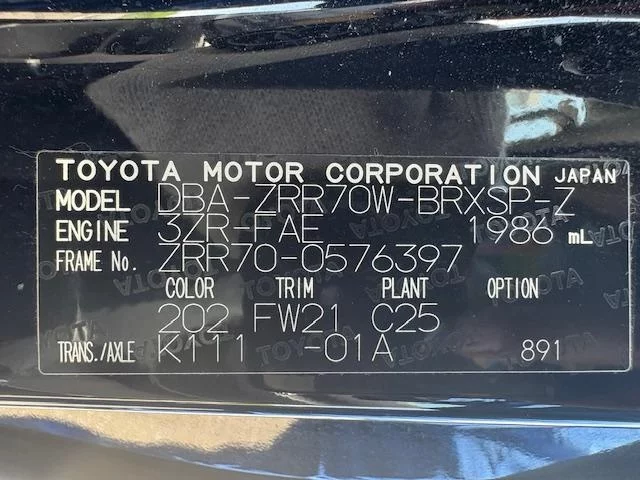 TOYOTA MOTOR CORPORATION JAPAN
MODEL DBA-ZRR70W-BRXSP-Z
ENGINE 3ZR-FAE 1986 mL
FRAME No. ZRR70-0576397
COLOR TRIM PLANT OPTION
202 FW21 C25
TRANS./AXLE K111 -01A 891